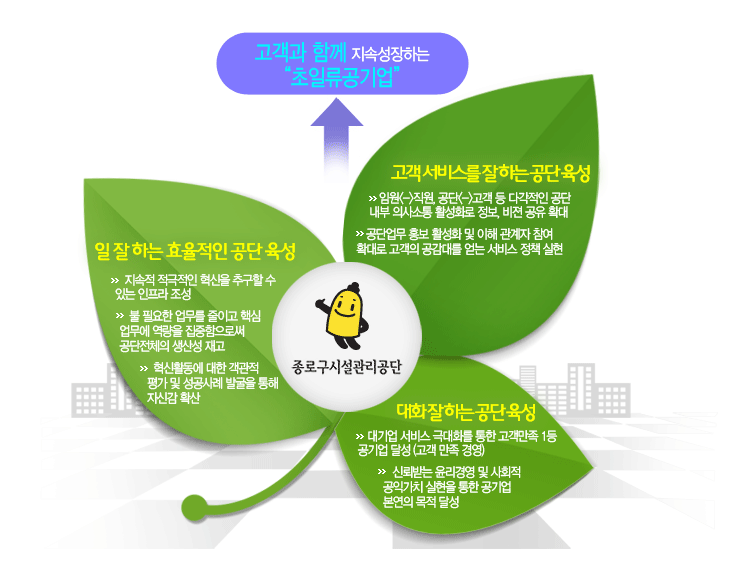 고객과 함께 지속성장하는
“초일류공기업”
고객 서비스를 잘 하는 공단 육성
>> 임원<->직원, 공단<->고객 등 다각적인 공단
내부 의사소통 활성화로 정보, 비젼 공유 확대
>> 공단업무 홍보 활성화 및 이해 관계자 참여
확대로 고객의 공감대를 얻는 서비스 정책 실현
일 잘 하는 효율적인 공단 육성
>> 지속적 적극적인 혁신을 추구할 수
있는 인프라 조성
>> 불 필요한 업무를 줄이고 핵심
업무에 역량을 집중함으로써
공단전체의 생산성 재고
>> 혁신활동에 대한 객관적
평가 및 성공사례 발굴을 통해
자신감 확산
종로구시설관리공단
대화 잘하는 공단 육성
>> 대기업 서비스 극대화를 통한 고객만족 1등
공기업 달성 (고객 만족 경영)
>> 신뢰받는 윤리경영 및 사회적
공익가치 실현을 통한 공기업
본연의 목적 달성